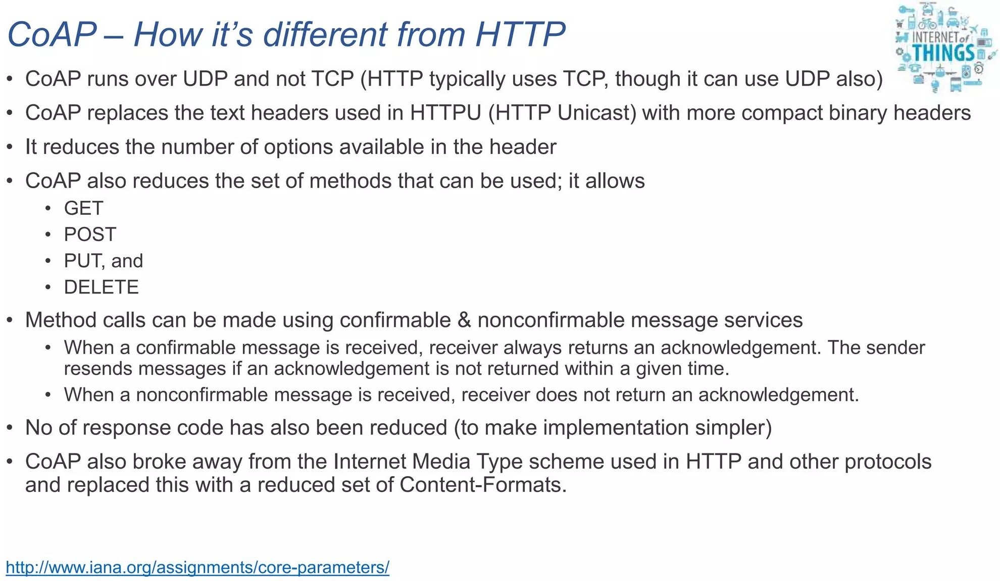 CoAP – How it's different from HTTP
INTERNET of
THINGS
• CoAP runs over UDP and not TCP (HTTP typically uses TCP, though it can use UDP also)
• CoAP replaces the text headers used in HTTPU (HTTP Unicast) with more compact binary headers
• It reduces the number of options available in the header
• CoAP also reduces the set of methods that can be used; it allows
• GET
• POST
• PUT, and
• DELETE
• Method calls can be made using confirmable & nonconfirmable message services
• When a confirmable message is received, receiver always returns an acknowledgement. The sender
resends messages if an acknowledgement is not returned within a given time.
• When a nonconfirmable message is received, receiver does not return an acknowledgement.
• No of response code has also been reduced (to make implementation simpler)
• CoAP also broke away from the Internet Media Type scheme used in HTTP and other protocols
and replaced this with a reduced set of Content-Formats.
http://www.iana.org/assignments/core-parameters/